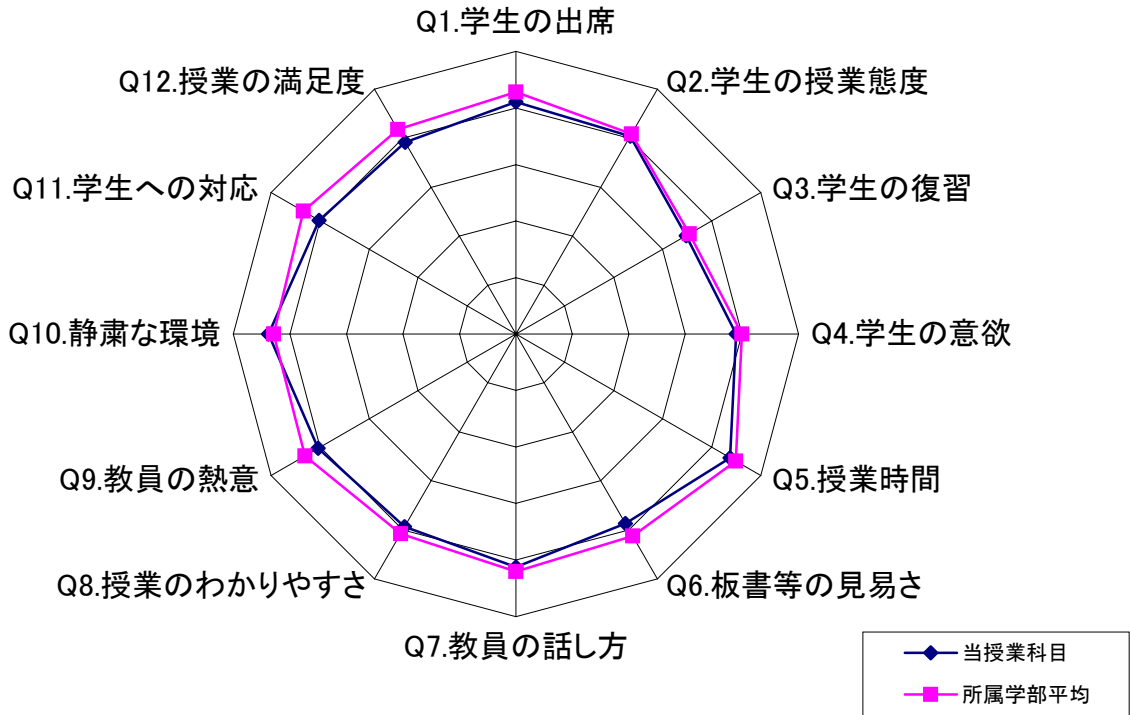 Q1.学生の出席
Q2.学生の授業態度
Q3.学生の復習
Q4.学生の意欲
Q5.授業時間
Q6.板書等の見易さ
Q7.教員の話し方
Q8.授業のわかりやすさ
Q9.教員の熱意
Q10.静粛な環境
Q11.学生への対応
Q12.授業の満足度
当授業科目
所属学部平均